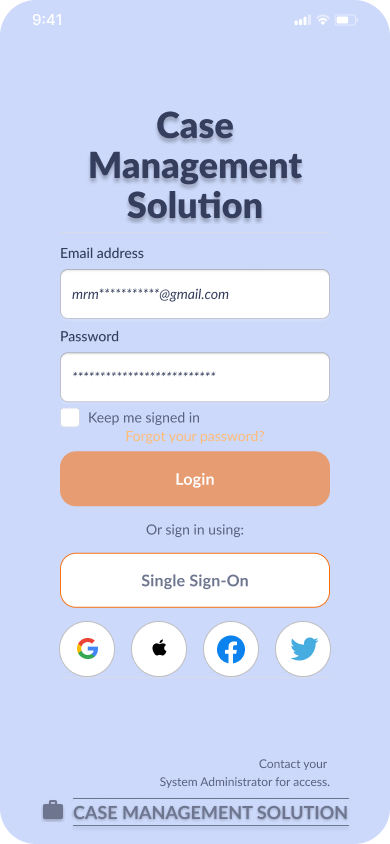 9:41
Case
Management
Solution
Email address
mrm***********@gmail.com
Password
**************************
Keep me signed in
Forgot your password?
Login
Or sign in using:
Single Sign-On
Contact your
System Administrator for access.
CASE MANAGEMENT SOLUTION